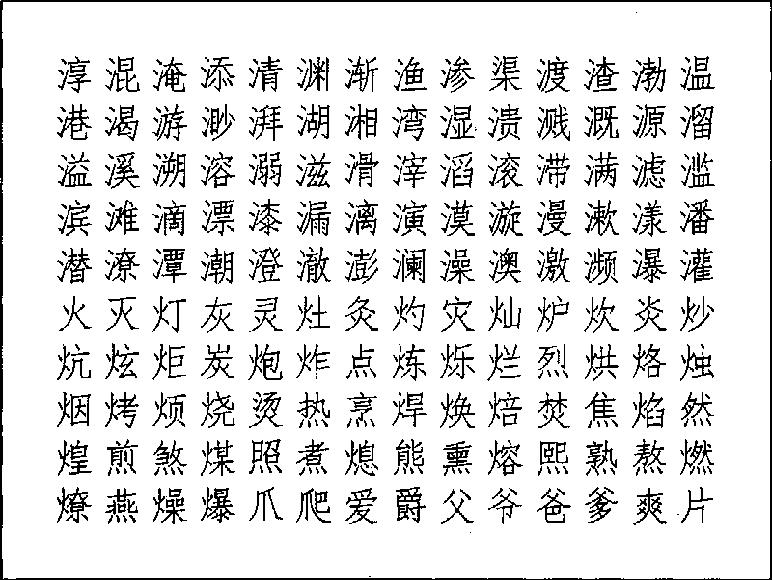 淳混淹添清渊渐渔渗渠渡渣渤温
港渴游渺湃湖湘湾湿溃溅溉源溜
溢溪溯溶溺滋滑滓滔滚滞满滤滥
滨滩滴漂漆漏漓演漠漩漫漱漾潘
潜潦潭潮澄澈澎澜澡澳激濒瀑灌
火灭灯灰灵灶灸灼灾灿炉炊炎炒
炕炫炬炭炮炸点炼烁烂烈烘烙烛
烟烤烦烧烫热烹焊焕焙焚焦焰然
煌煎煞煤照煮熄熊熏熔熙熟熬燃
燎燕燥爆爪爬爱爵父爷爸爹爽片